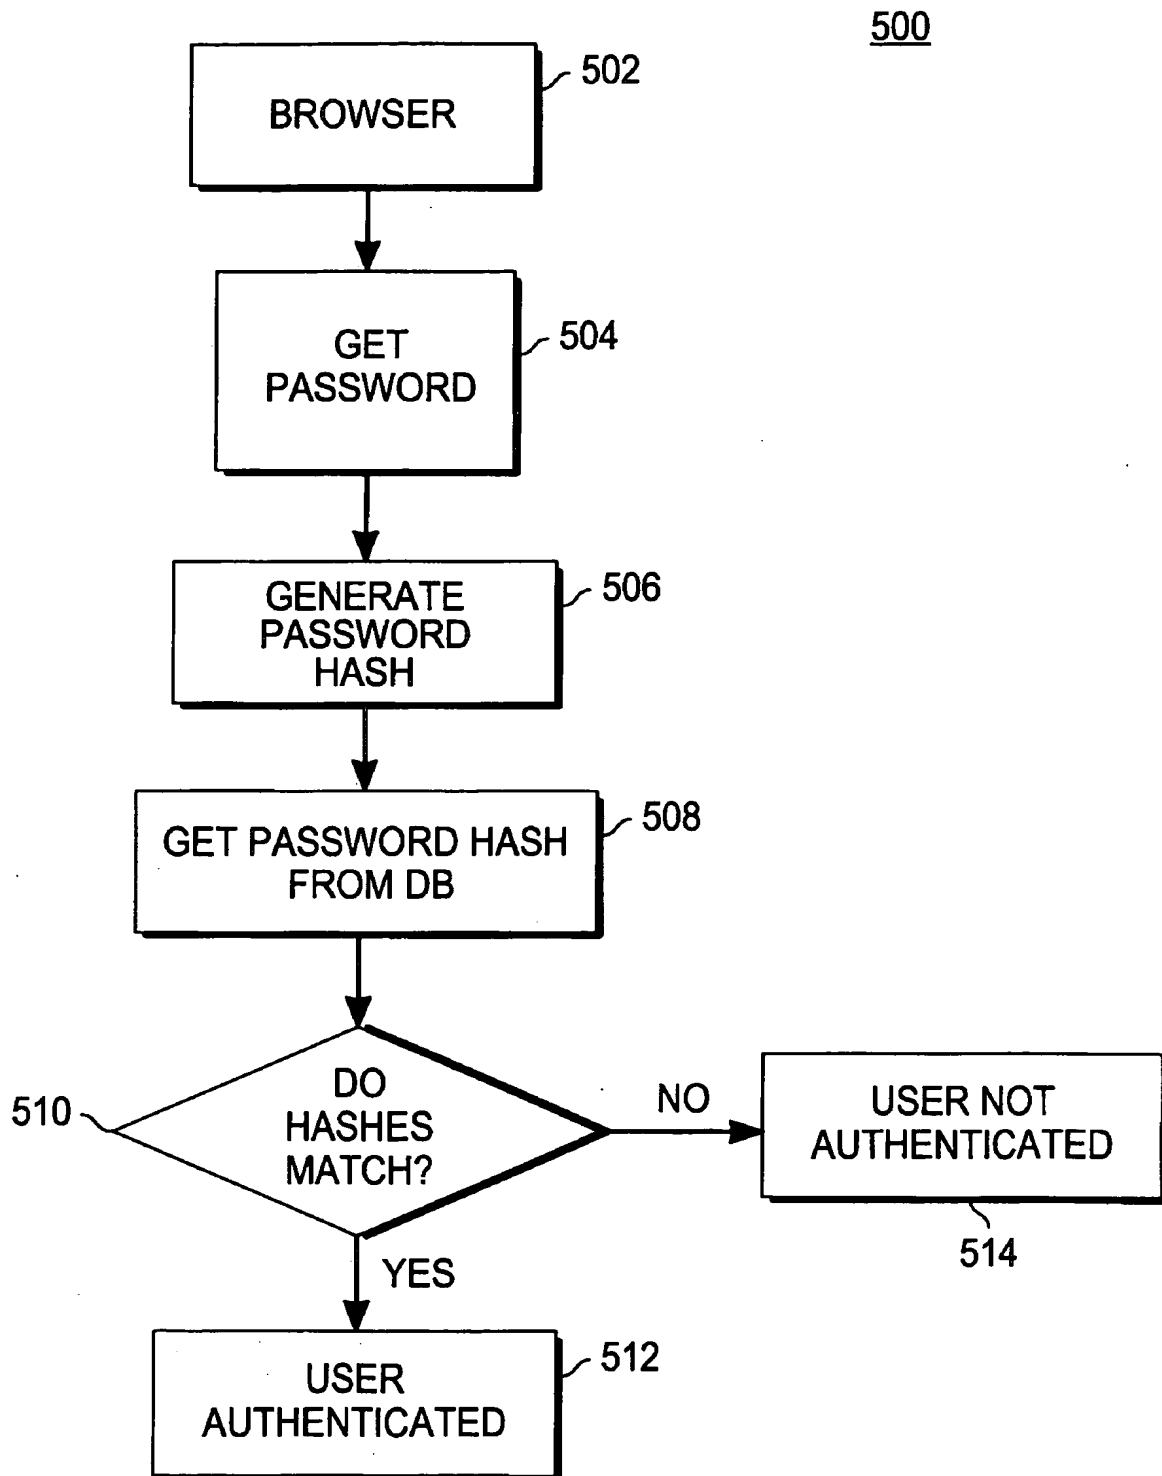 500
BROWSER
502
GET
PASSWORD
504
GENERATE
PASSWORD
HASH
506
GET PASSWORD HASH
FROM DB
508
DO
HASHES
MATCH?
510
NO
USER NOT
AUTHENTICATED
514
YES
USER
AUTHENTICATED
512